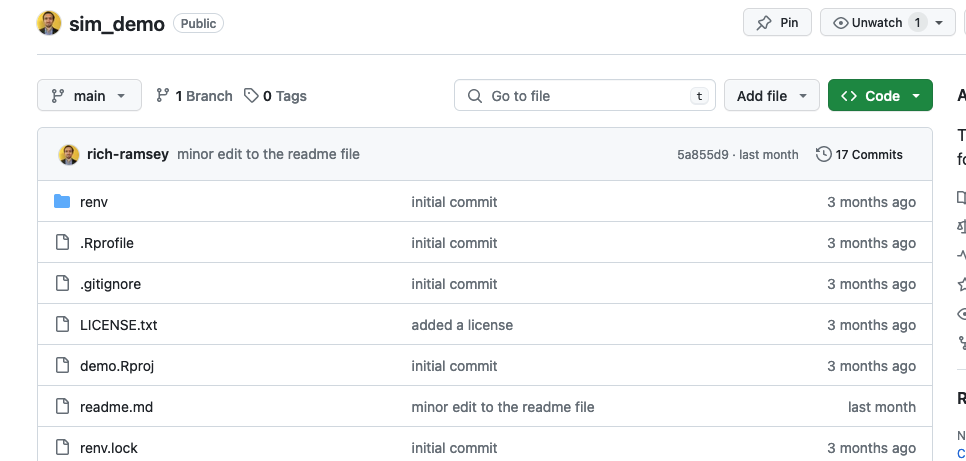 sim_demo Public Pin Unwatch 1
main 1 Branch 0 Tags Go to file t Add file Code
rich-ramsey minor edit to the readme file 5a855d9 · last month 17 Commits
renv initial commit 3 months ago
.Rprofile initial commit 3 months ago
.gitignore initial commit 3 months ago
LICENSE.txt added a license 3 months ago
demo.Rproj initial commit 3 months ago
readme.md minor edit to the readme file last month
renv.lock initial commit 3 months ago